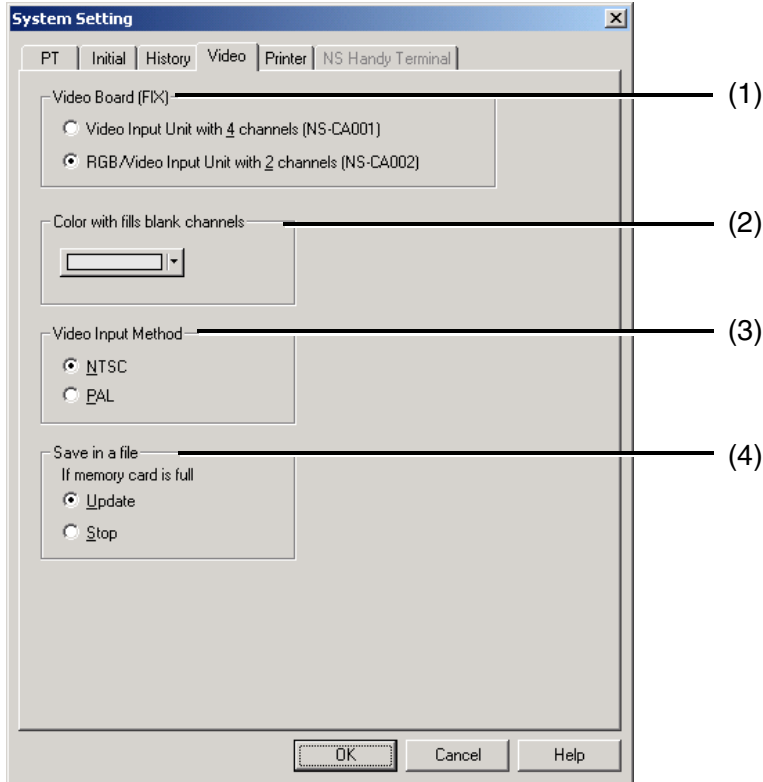 System Setting
PT Initial History Video Printer NS Handy Terminal
Video Board (FIX) (1)
Video Input Unit with 4 channels (NS-CA001)
RGB/Video Input Unit with 2 channels (NS-CA002)
Color with fills blank channels (2)
Video Input Method (3)
NTSC
PAL
Save in a file (4)
If memory card is full
Update
Stop
OK Cancel Help